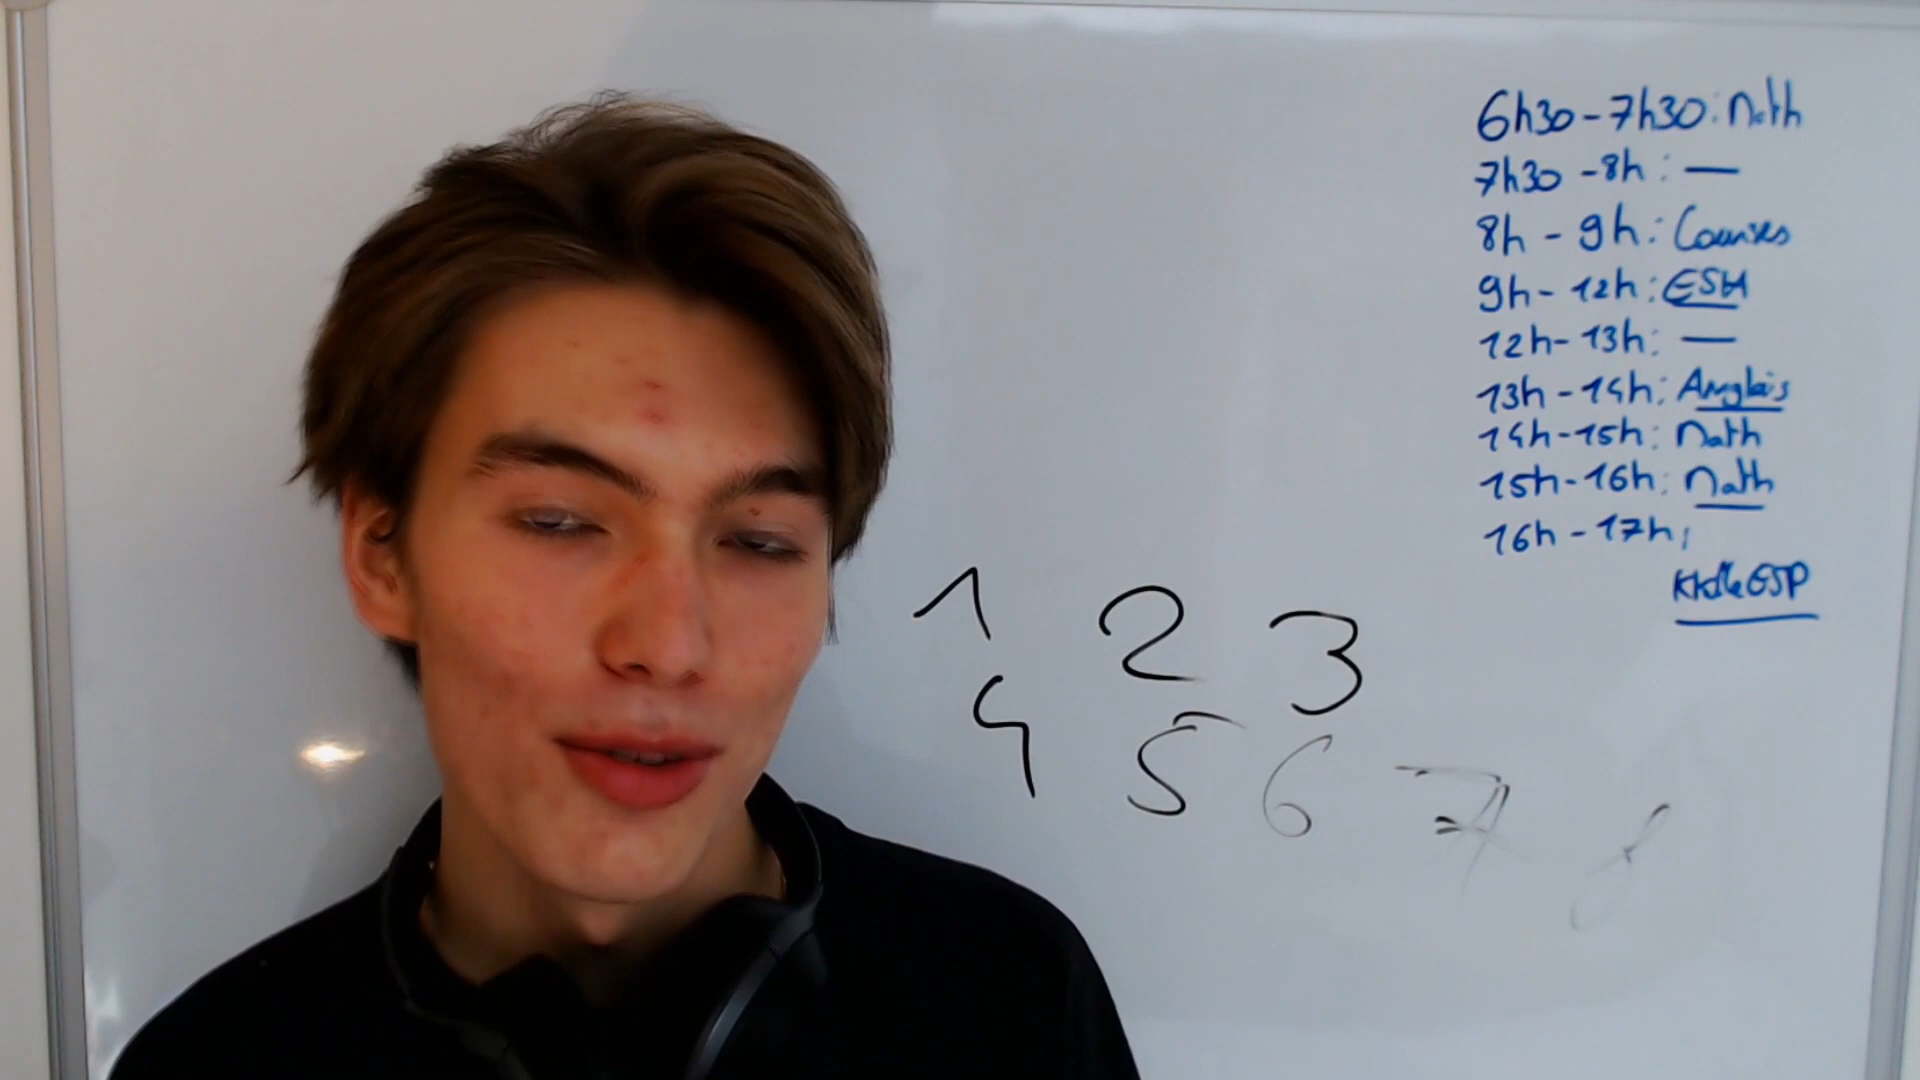 6h30-7h30: Math
7h30 -8h : —
8h - 9h: Courses
9h- 12h: ESH
12h- 13h: —
13h - 14h: Anglais
14h-15h: Math
15h-16h: Math
16h - 17h:
1 2 3
4 5 6 7 8